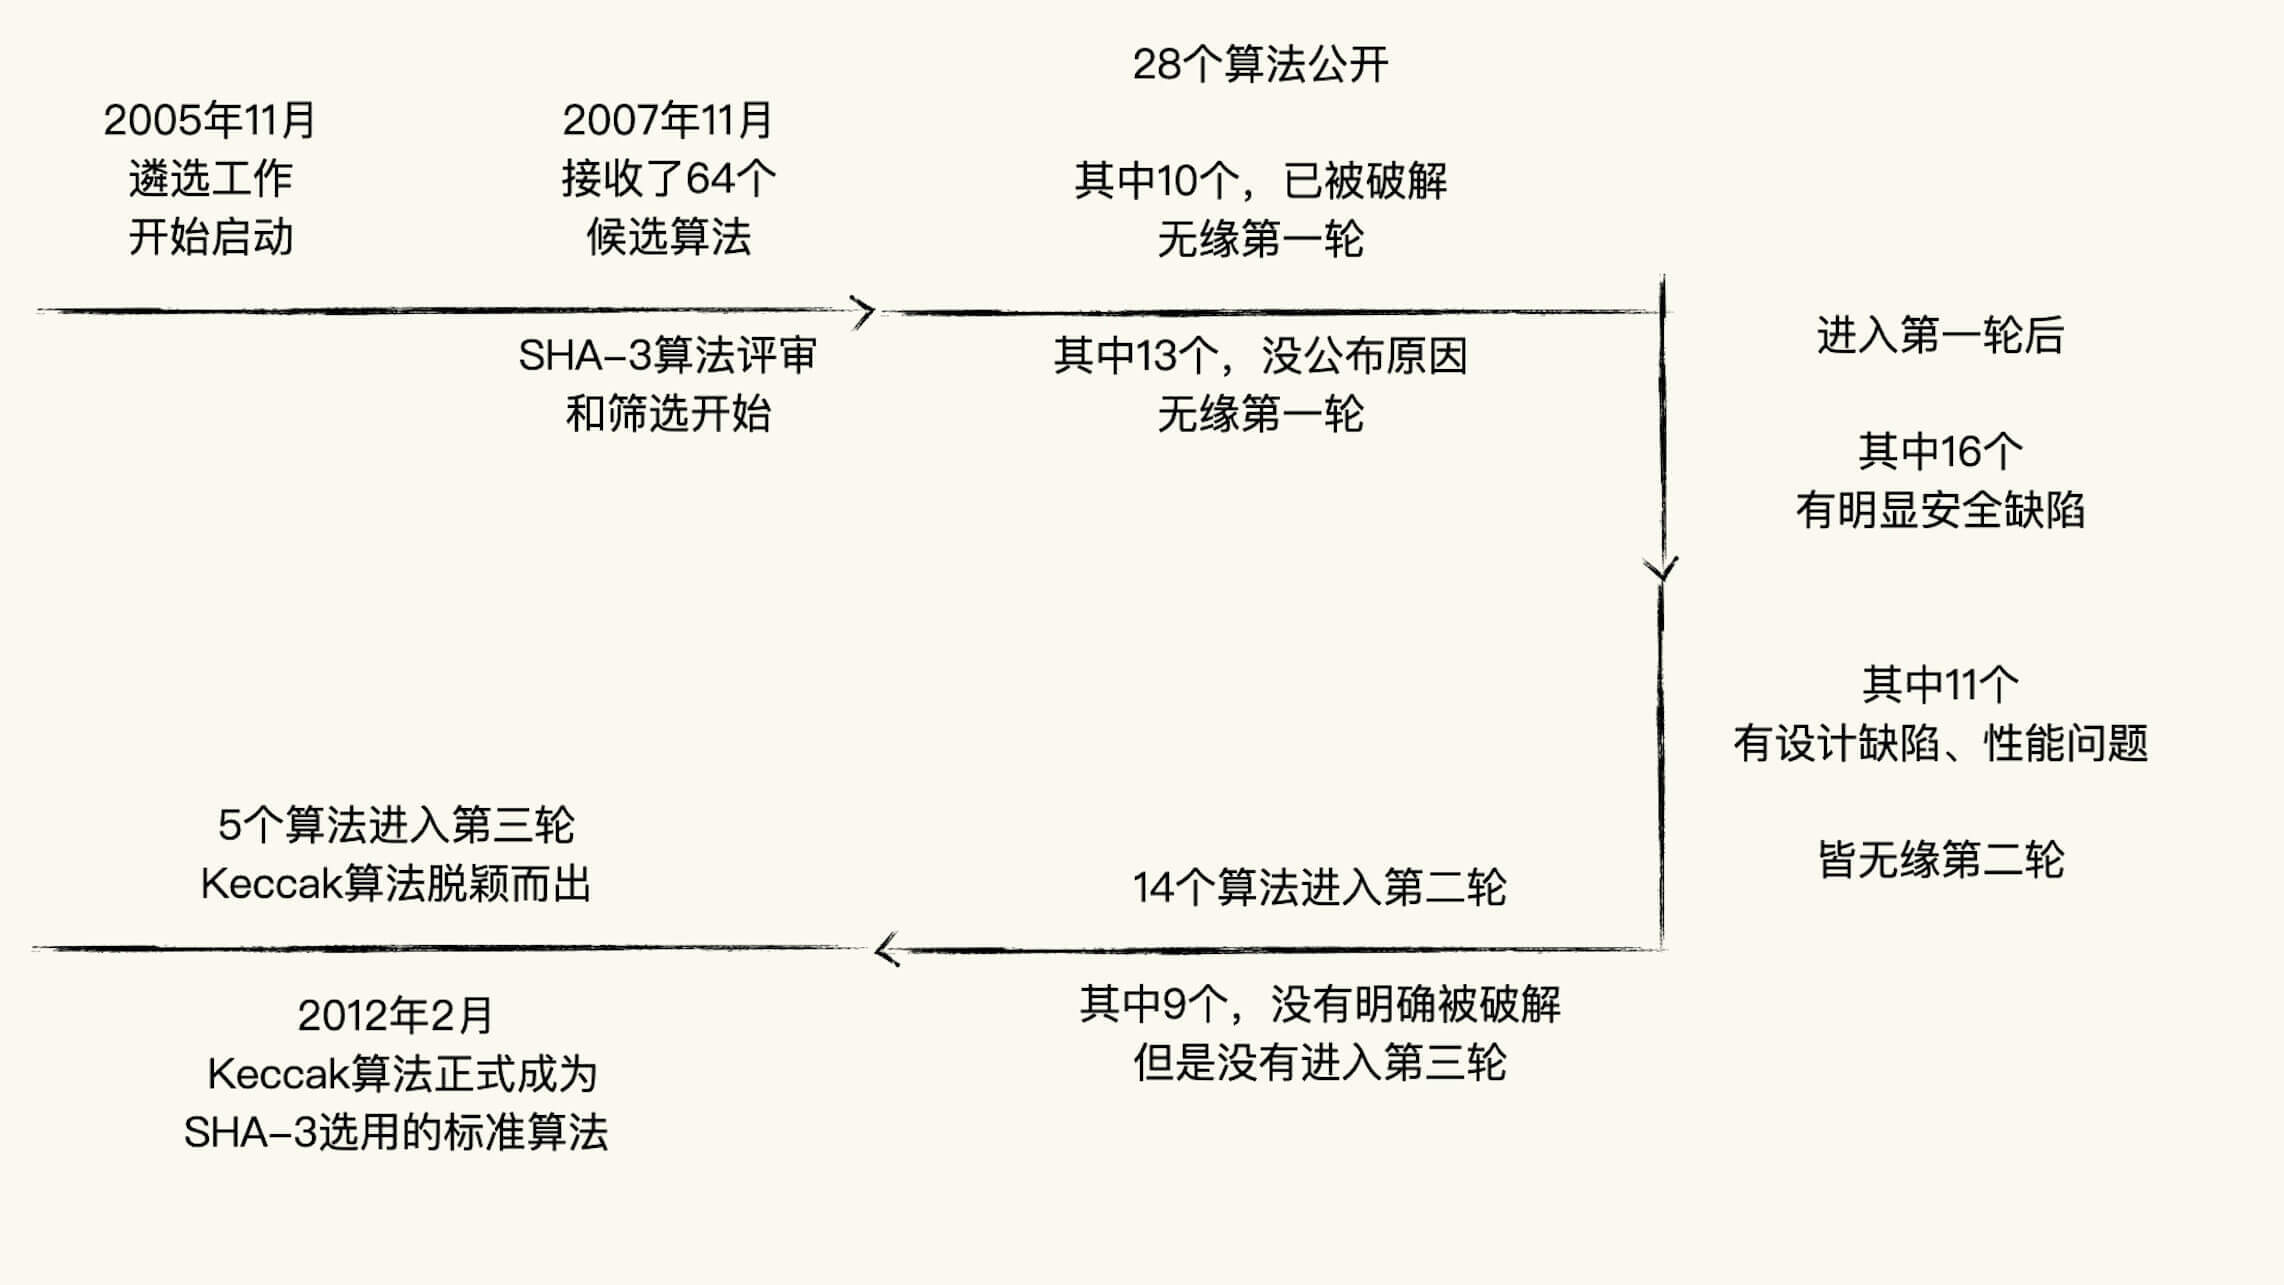 2005年11月
遴选工作
开始启动
2007年11月
接收了64个
候选算法
SHA-3算法评审
和筛选开始
28个算法公开
其中10个，已被破解
无缘第一轮
其中13个，没公布原因
无缘第一轮
进入第一轮后
其中16个
有明显安全缺陷
其中11个
有设计缺陷、性能问题
皆无缘第二轮
14个算法进入第二轮
其中9个，没有明确被破解
但是没有进入第三轮
5个算法进入第三轮
Keccak算法脱颖而出
2012年2月
Keccak算法正式成为
SHA-3选用的标准算法